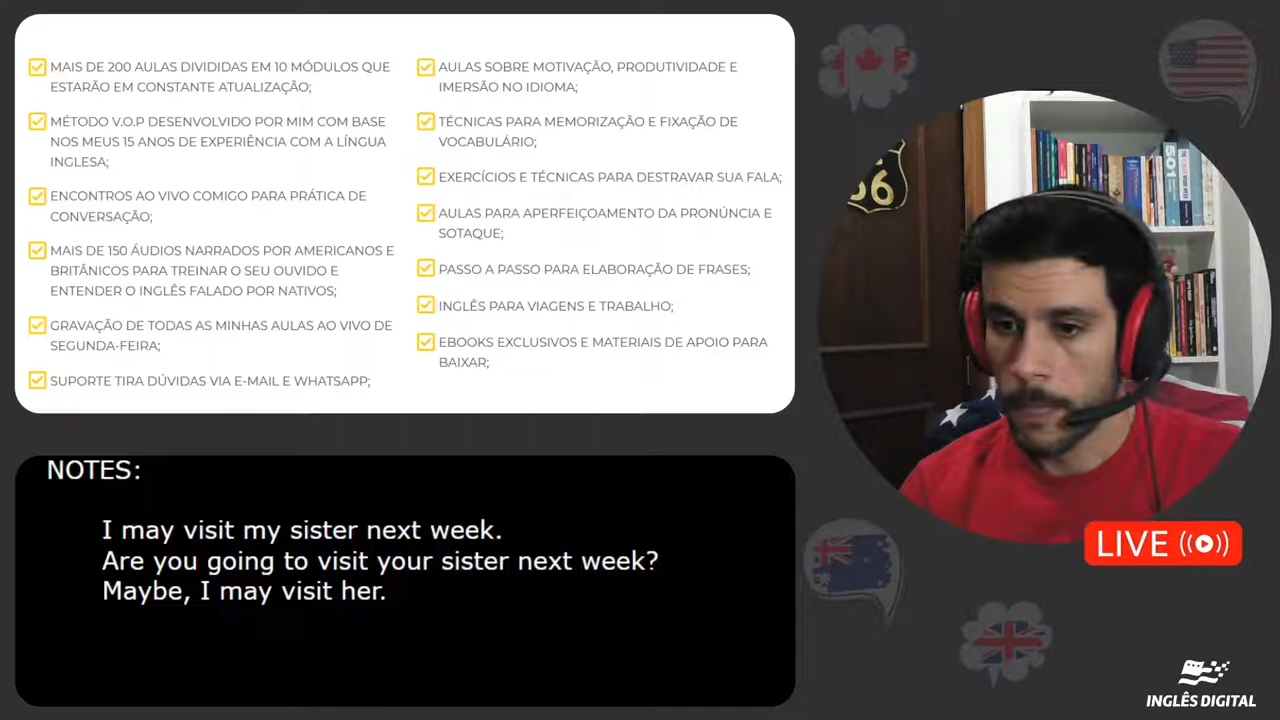 MAIS DE 200 AULAS DIVIDIDAS EM 10 MÓDULOS QUE
ESTARÃO EM CONSTANTE ATUALIZAÇÃO;
MÉTODO V.O.P DESENVOLVIDO POR MIM COM BASE
NOS MEUS 15 ANOS DE EXPERIÊNCIA COM A LÍNGUA
INGLESA;
ENCONTROS AO VIVO COMIGO PARA PRÁTICA DE
CONVERSAÇÃO;
MAIS DE 150 ÁUDIOS NARRADOS POR AMERICANOS E
BRITÂNICOS PARA TREINAR O SEU OUVIDO E
ENTENDER O INGLÊS FALADO POR NATIVOS;
GRAVAÇÃO DE TODAS AS MINHAS AULAS AO VIVO DE
SEGUNDA-FEIRA;
SUPORTE TIRA DÚVIDAS VIA E-MAIL E WHATSAPP;
AULAS SOBRE MOTIVAÇÃO, PRODUTIVIDADE E
IMERSÃO NO IDIOMA;
TÉCNICAS PARA MEMORIZAÇÃO E FIXAÇÃO DE
VOCABULÁRIO;
EXERCÍCIOS E TÉCNICAS PARA DESTRAVAR SUA FALA;
AULAS PARA APERFEIÇOAMENTO DA PRONÚNCIA E
SOTAQUE;
PASSO A PASSO PARA ELABORAÇÃO DE FRASES;
INGLÊS PARA VIAGENS E TRABALHO;
EBOOKS EXCLUSIVOS E MATERIAIS DE APOIO PARA
BAIXAR;
NOTES:
I may visit my sister next week.
Are you going to visit your sister next week?
Maybe, I may visit her.
66
501
LIVE
INGLÊS DIGITAL